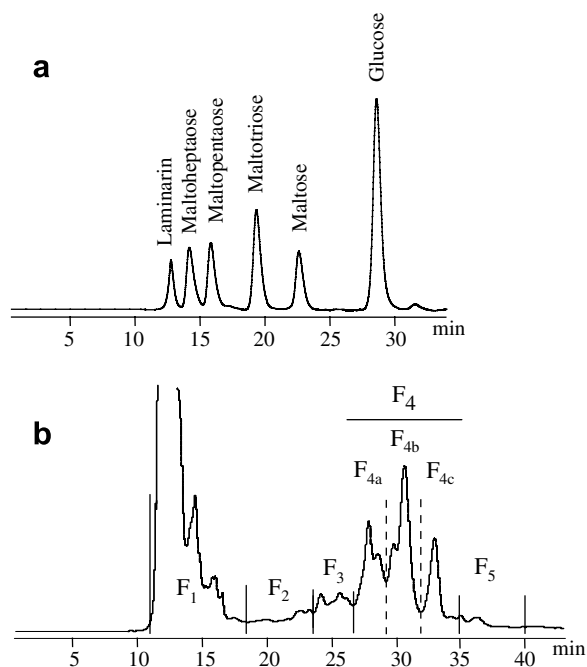 a
Laminarin
Maltoheptaose
Maltopentaose
Maltotriose
Maltose
Glucose
5 10 15 20 25 30 min
b
F4
F4a F4b F4c
F1 F2 F3 F5
5 10 15 20 25 30 35 40 min